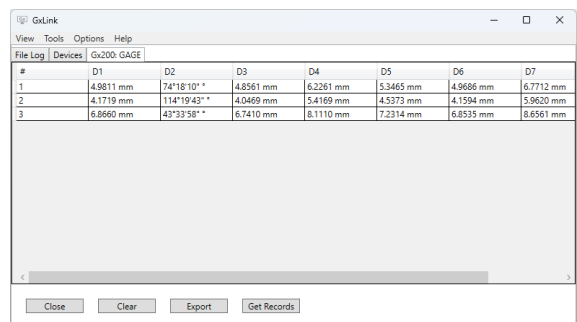 GxLink
View Tools Options Help
File Log Devices Gx200: GAGE
# D1 D2 D3 D4 D5 D6 D7
1 4.9811 mm 74°18'10" ° 4.8561 mm 6.2261 mm 5.3465 mm 4.9686 mm 6.7712 mm
2 4.1719 mm 114°19'43" ° 4.0469 mm 5.4169 mm 4.5373 mm 4.1594 mm 5.9620 mm
3 6.8660 mm 43°33'58" ° 6.7410 mm 8.1110 mm 7.2314 mm 6.8535 mm 8.6561 mm
Close Clear Export Get Records